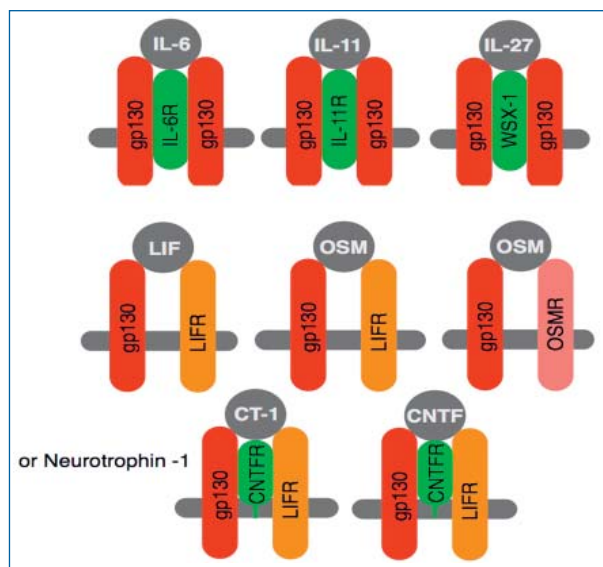 IL-6
IL-11
IL-27
gp130
IL-6R
gp130
gp130
IL-11R
gp130
gp130
WSX-1
gp130
LIF
OSM
OSM
gp130
LIFR
gp130
LIFR
gp130
OSMR
CT-1
CNTF
or Neurotrophin -1
gp130
CNTFR
LIFR
gp130
CNTFR
LIFR